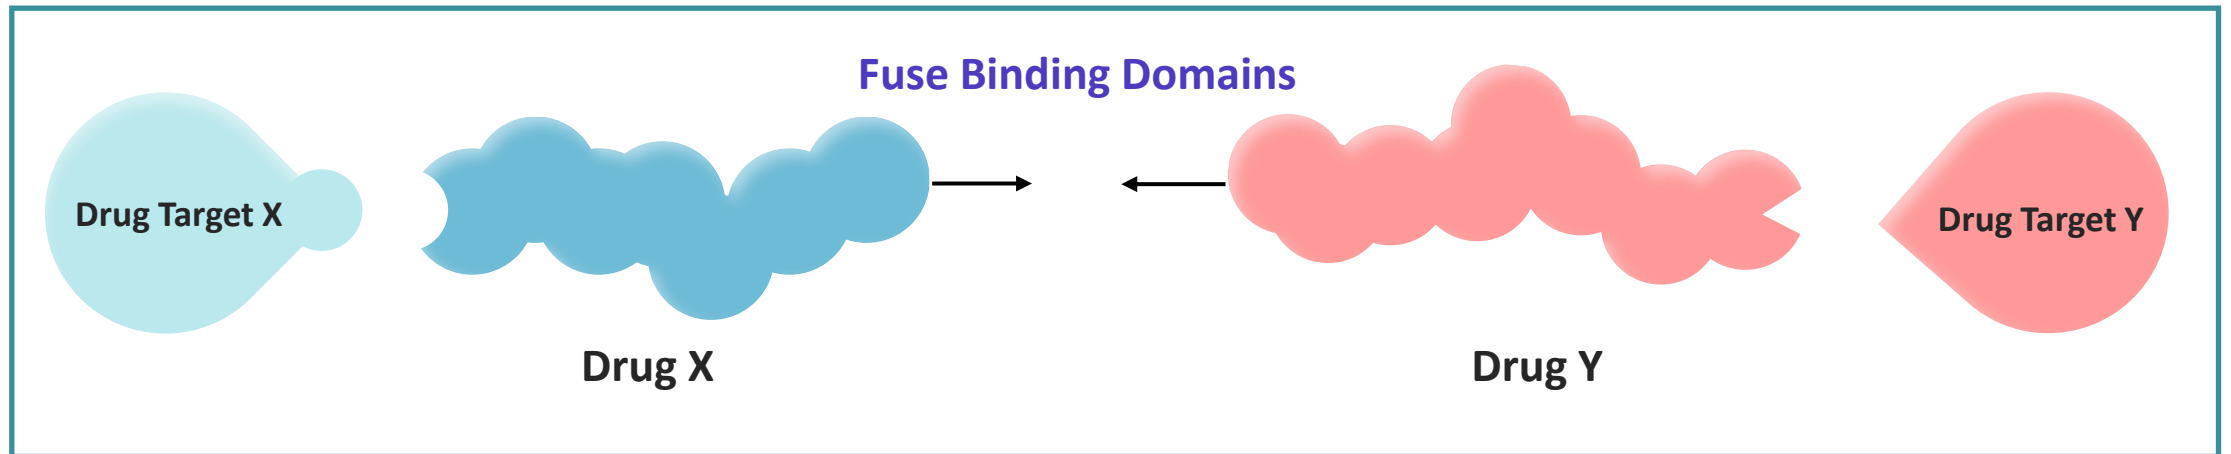 Fuse Binding Domains
Drug Target X
Drug Target Y
Drug X
Drug Y